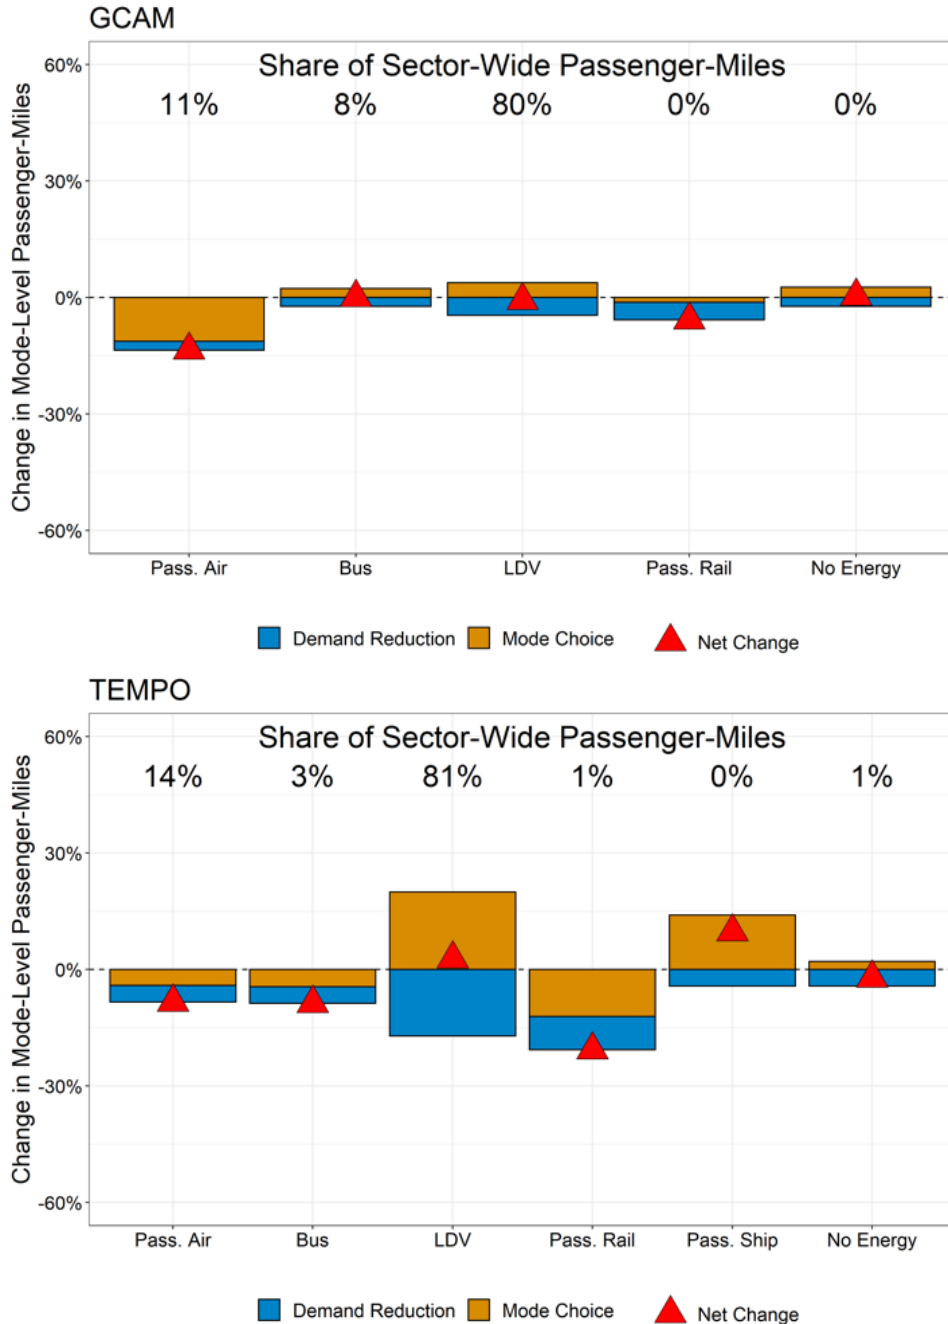 GCAM
Share of Sector-Wide Passenger-Miles
11% 8% 80% 0% 0%
Change in Mode-Level Passenger-Miles
60%
30%
0%
-30%
-60%
Pass. Air Bus LDV Pass. Rail No Energy
Demand Reduction Mode Choice Net Change
TEMPO
Share of Sector-Wide Passenger-Miles
14% 3% 81% 1% 0% 1%
Change in Mode-Level Passenger-Miles
60%
30%
0%
-30%
-60%
Pass. Air Bus LDV Pass. Rail Pass. Ship No Energy
Demand Reduction Mode Choice Net Change